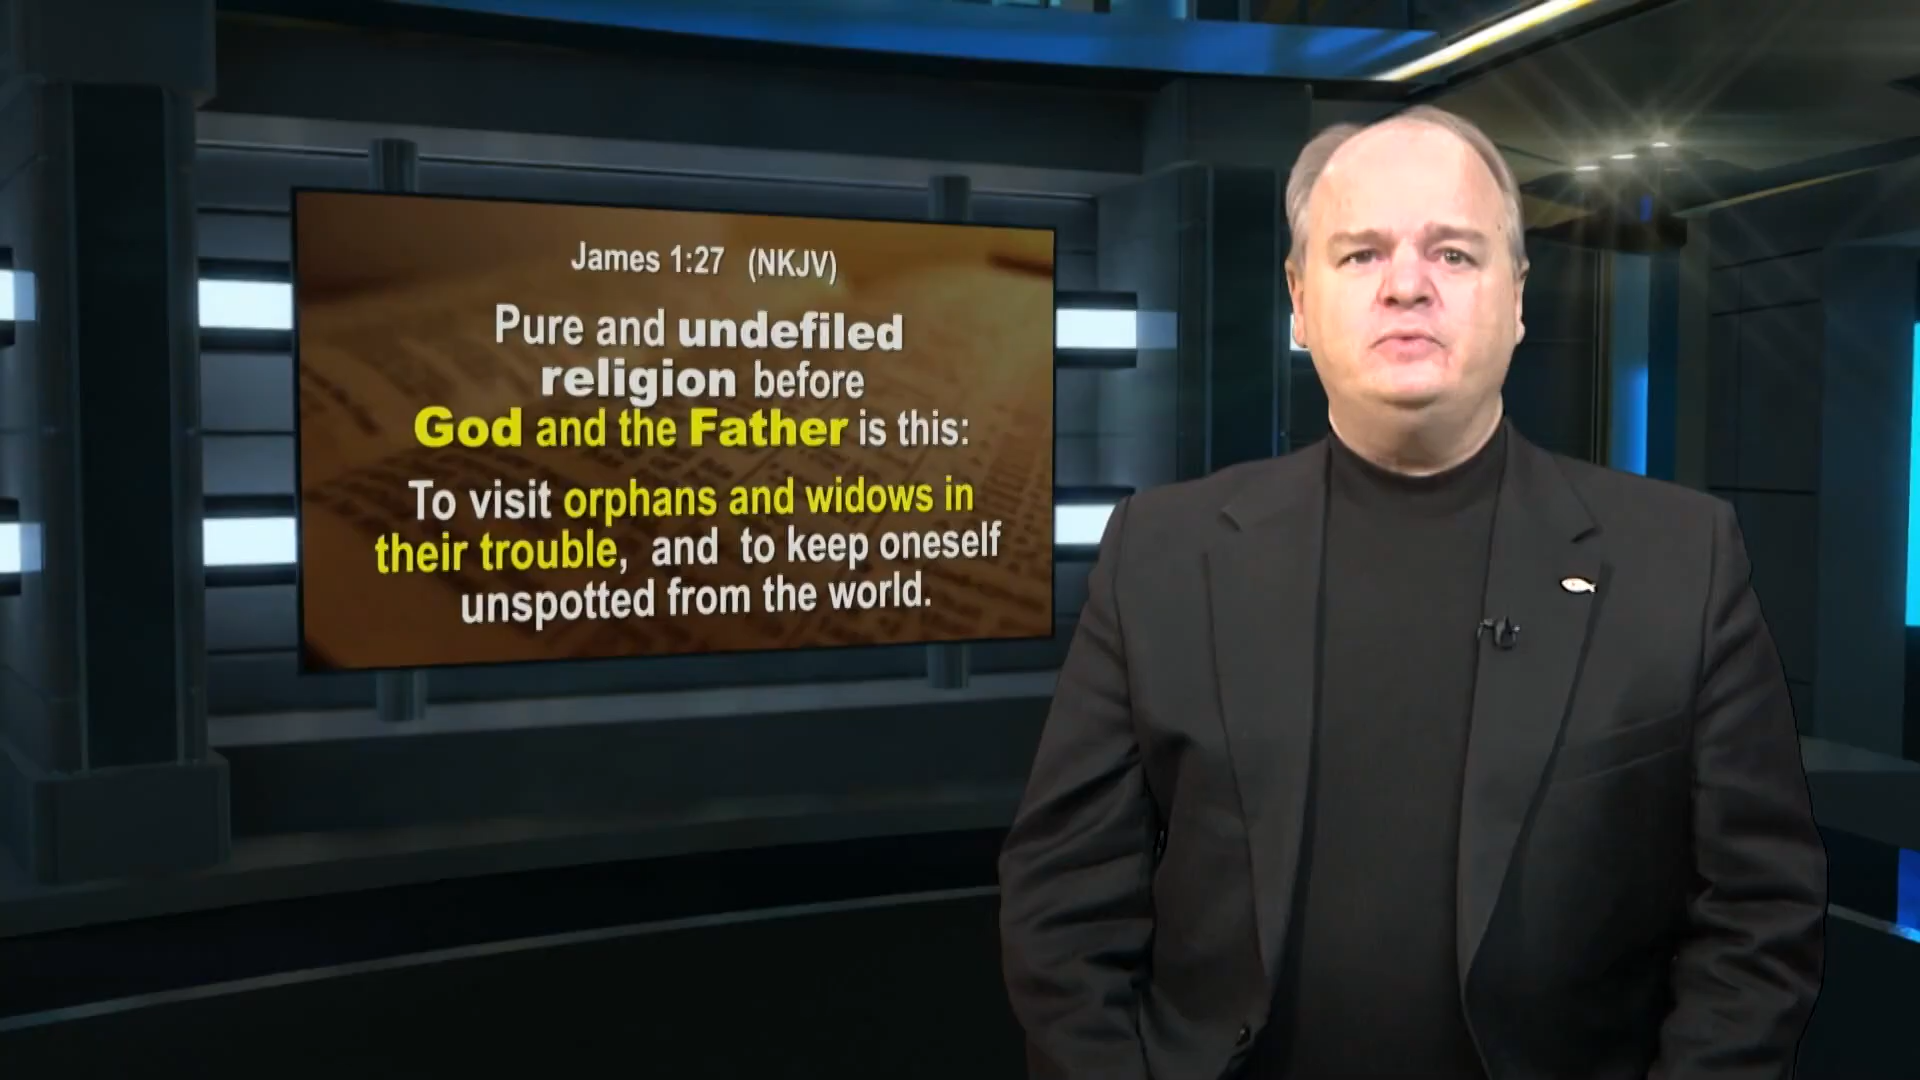 James 1:27 (NKJV)
Pure and undefiled
religion before
God and the Father is this:
To visit orphans and widows in
their trouble, and to keep oneself
unspotted from the world.